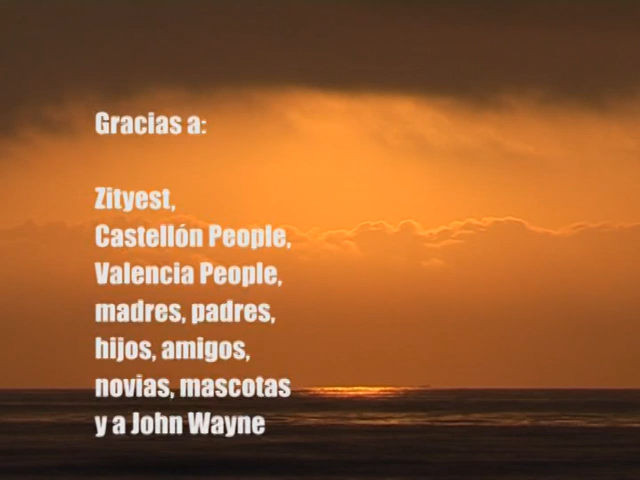 Gracias a:
Zityest,
Castellón People,
Valencia People,
madres, padres,
hijos, amigos,
novias, mascotas
y a John Wayne